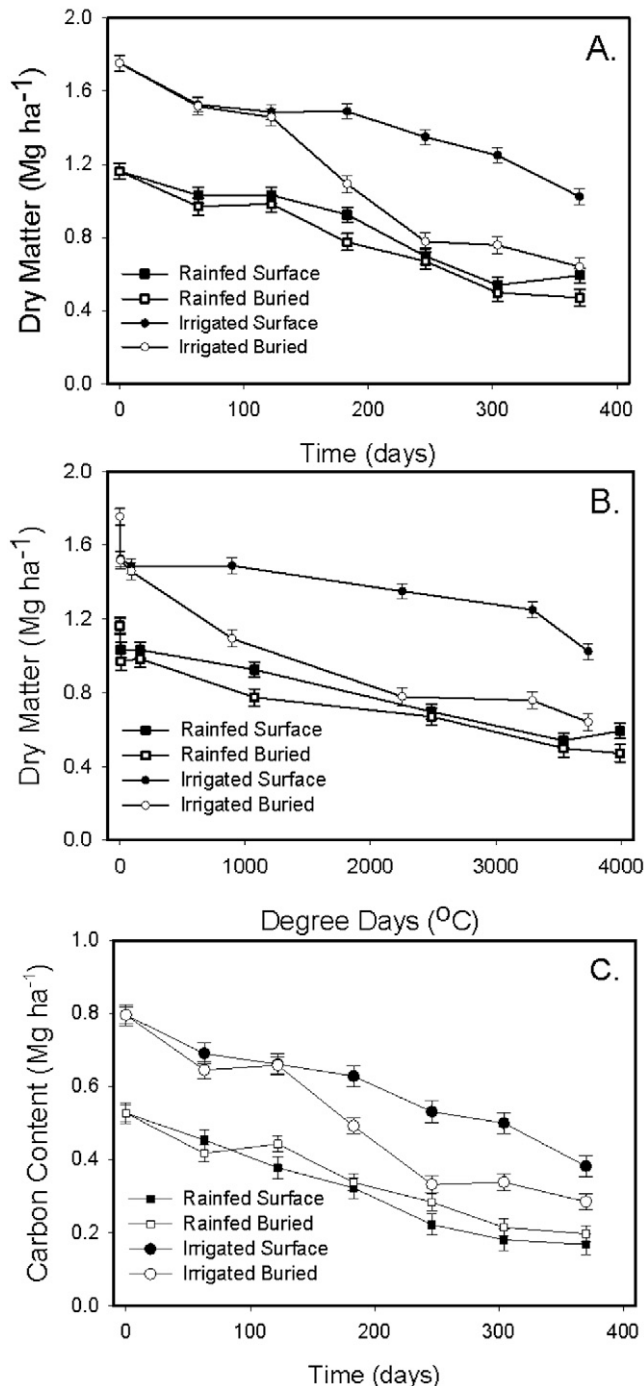 A.
2.0
1.6
1.2
0.8
0.4
0.0
Dry Matter (Mg ha⁻¹)
Rainfed Surface
Rainfed Buried
Irrigated Surface
Irrigated Buried
0 100 200 300 400
Time (days)
B.
2.0
1.6
1.2
0.8
0.4
0.0
Dry Matter (Mg ha⁻¹)
Rainfed Surface
Rainfed Buried
Irrigated Surface
Irrigated Buried
0 1000 2000 3000 4000
Degree Days (⁰C)
C.
1.0
0.8
0.6
0.4
0.2
0.0
Carbon Content (Mg ha⁻¹)
Rainfed Surface
Rainfed Buried
Irrigated Surface
Irrigated Buried
0 100 200 300 400
Time (days)